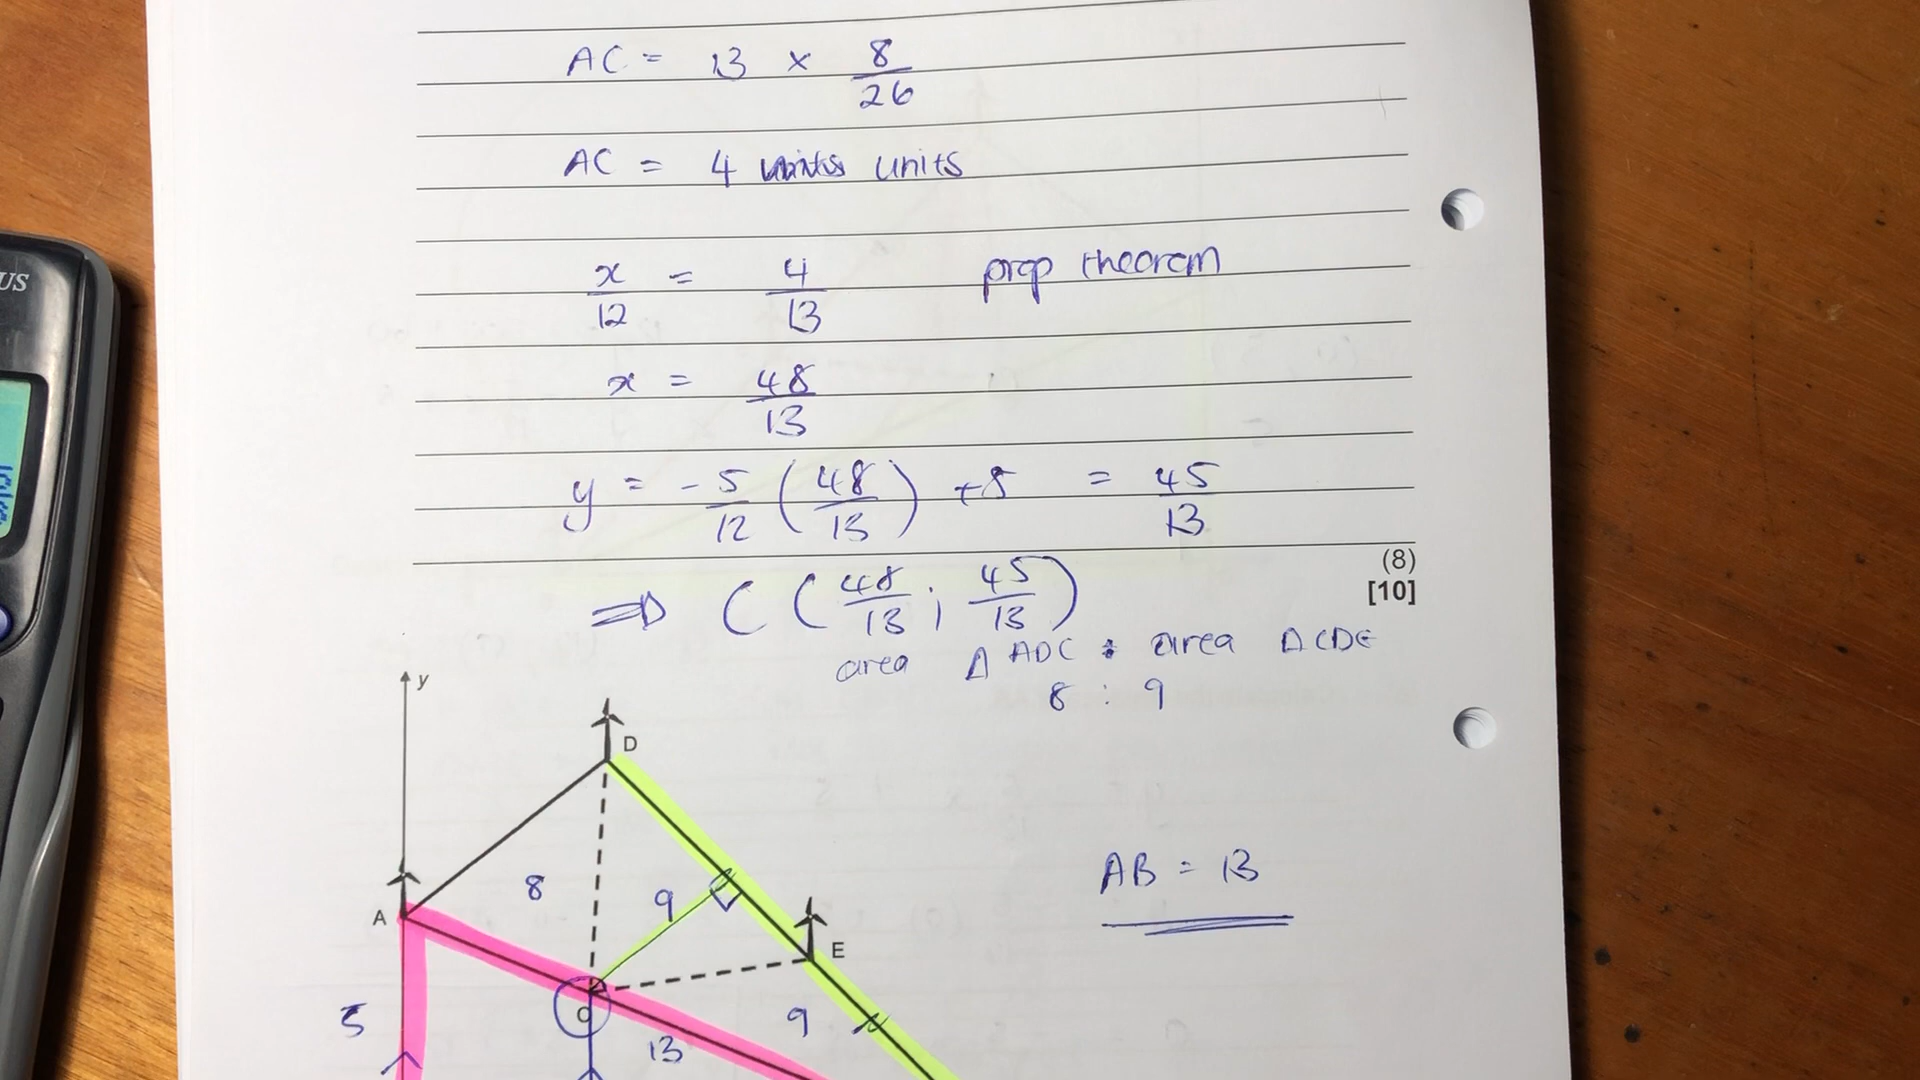 AC = 13 × 8/26
AC = 4 units
x/12 = 4/13 prop theorem
x = 48/13
y = -5/12 (48/13) + 8 = 45/13
(8)
[10]
⇒ C (48/13 ; 45/13)
area Δ ADC : area Δ CDE
8 : 9
y
D
8
9
A
E
AB = 13
C
5
9
13
US